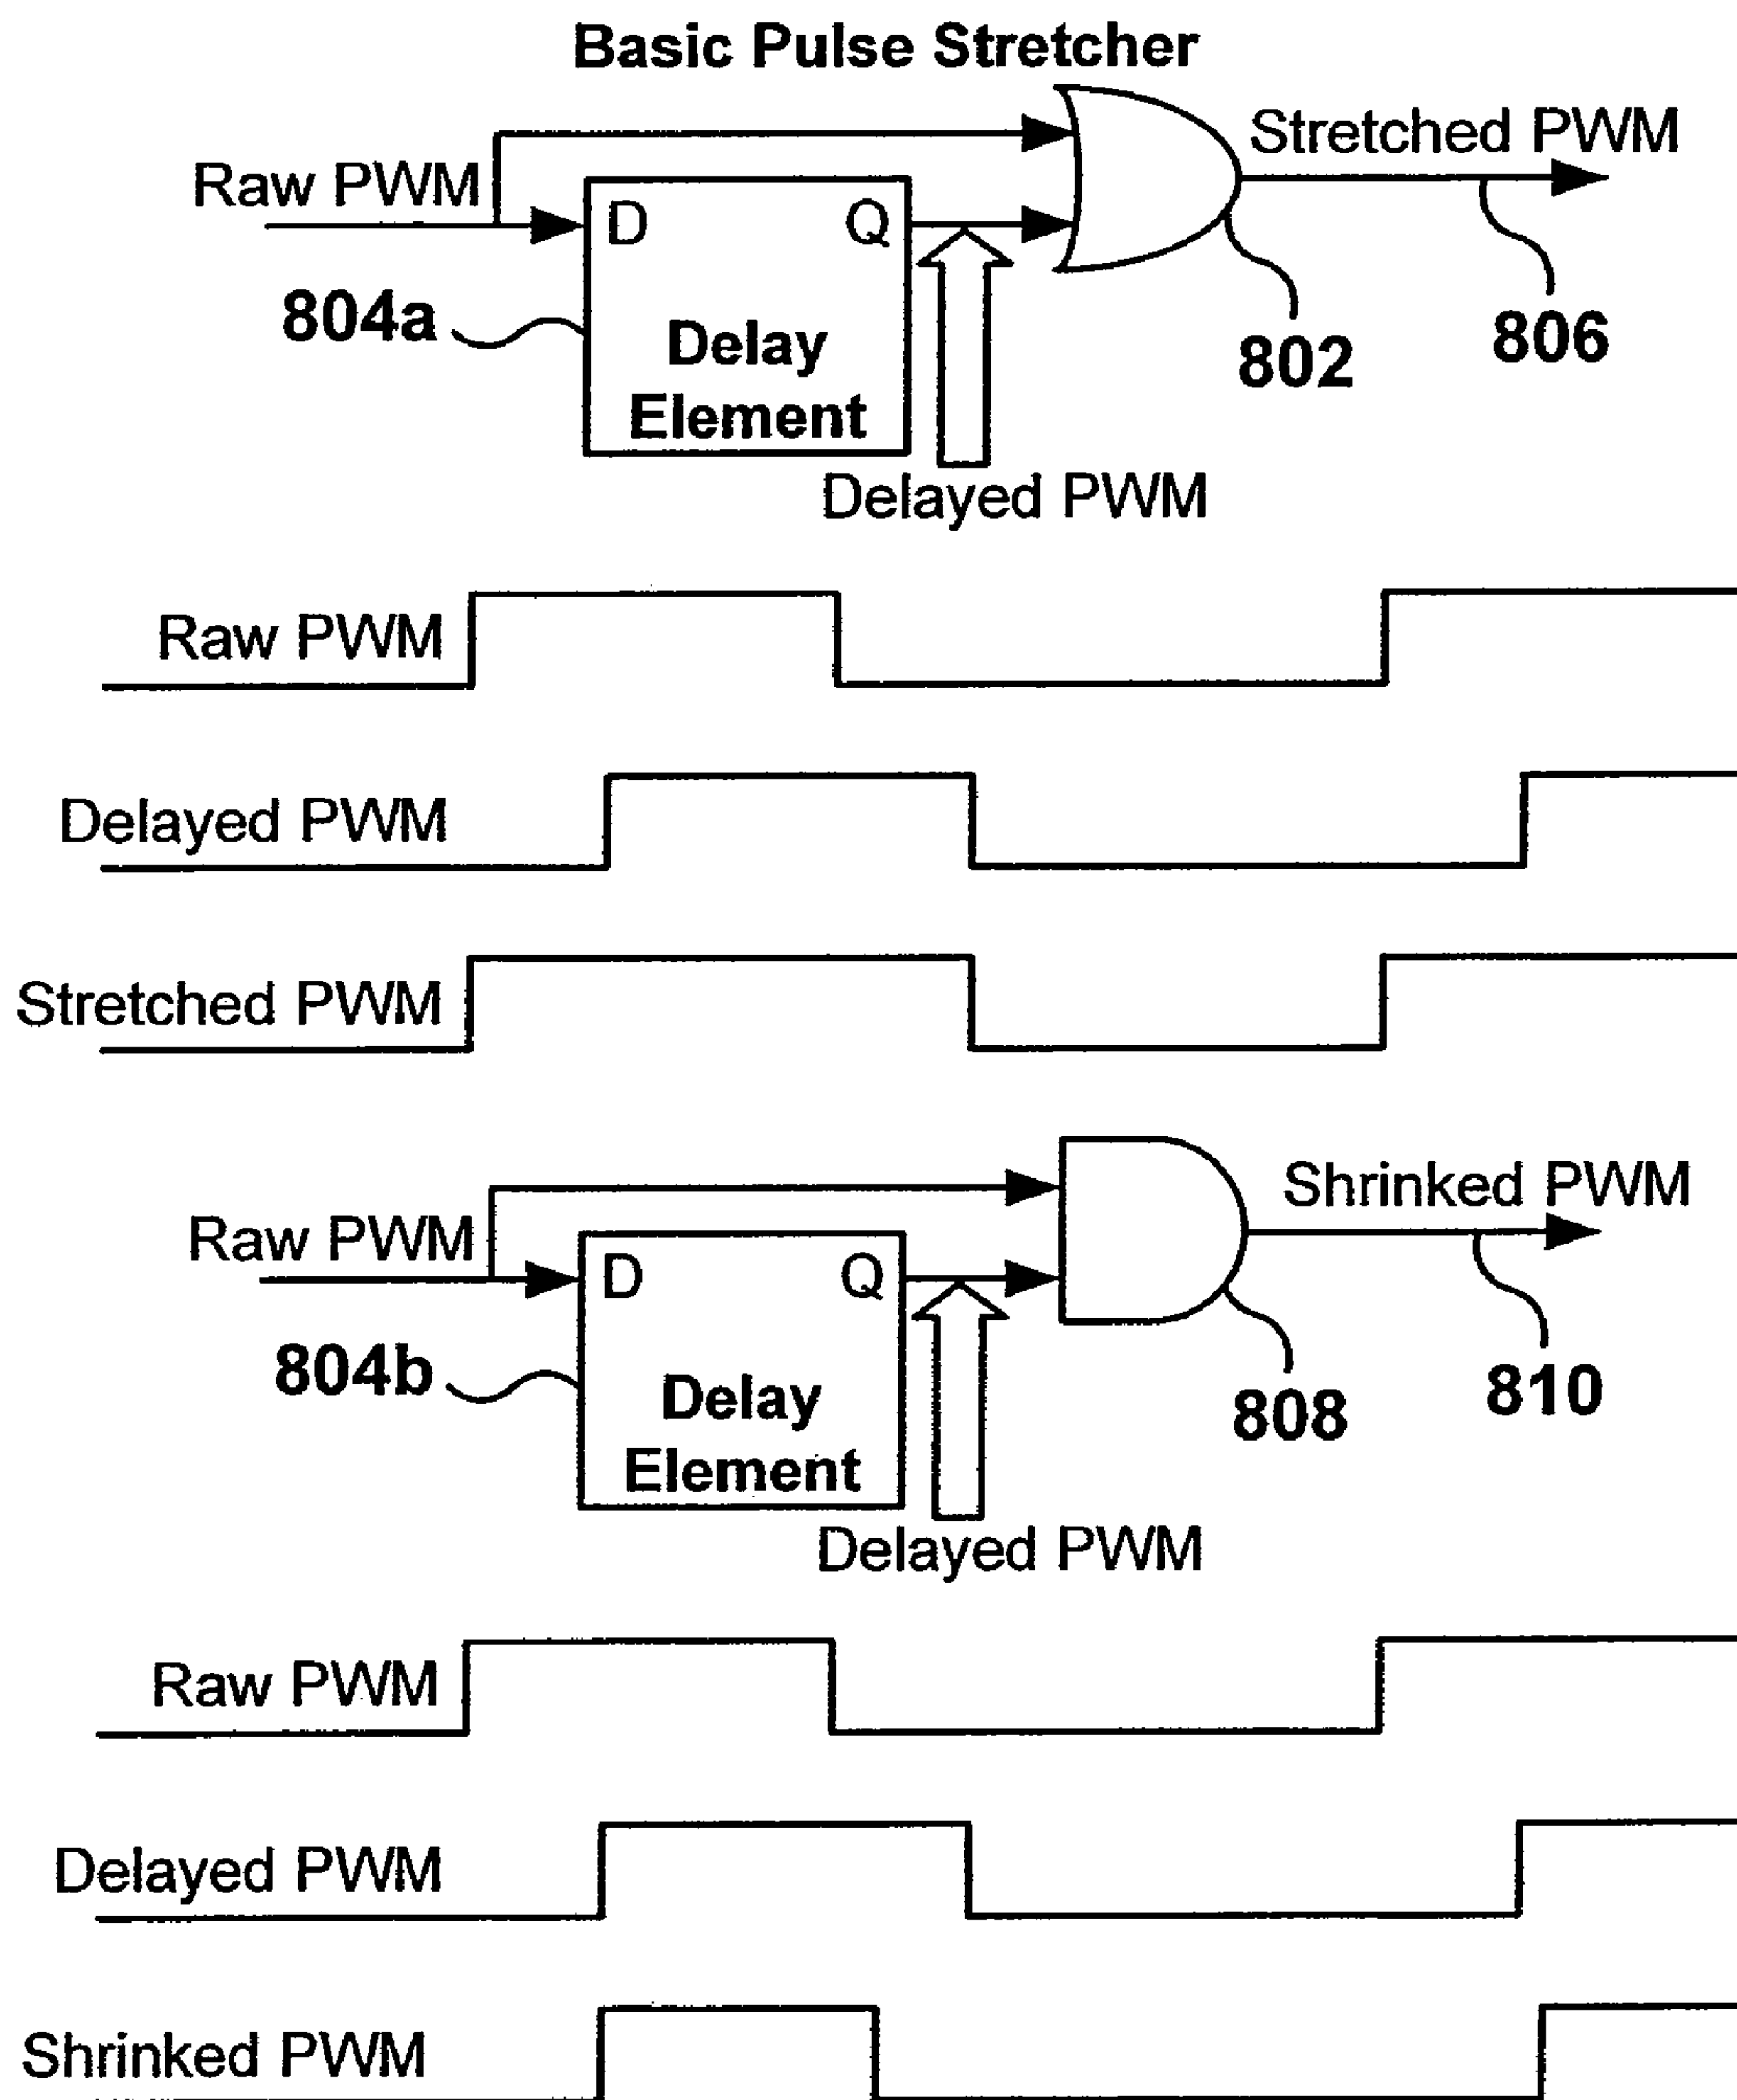 Basic Pulse Stretcher
Stretched PWM
Raw PWM
D Q
804a
Delay
Element
802
806
Delayed PWM
Raw PWM
Delayed PWM
Stretched PWM
Shrinked PWM
Raw PWM
D Q
804b
Delay
Element
808
810
Delayed PWM
Raw PWM
Delayed PWM
Shrinked PWM